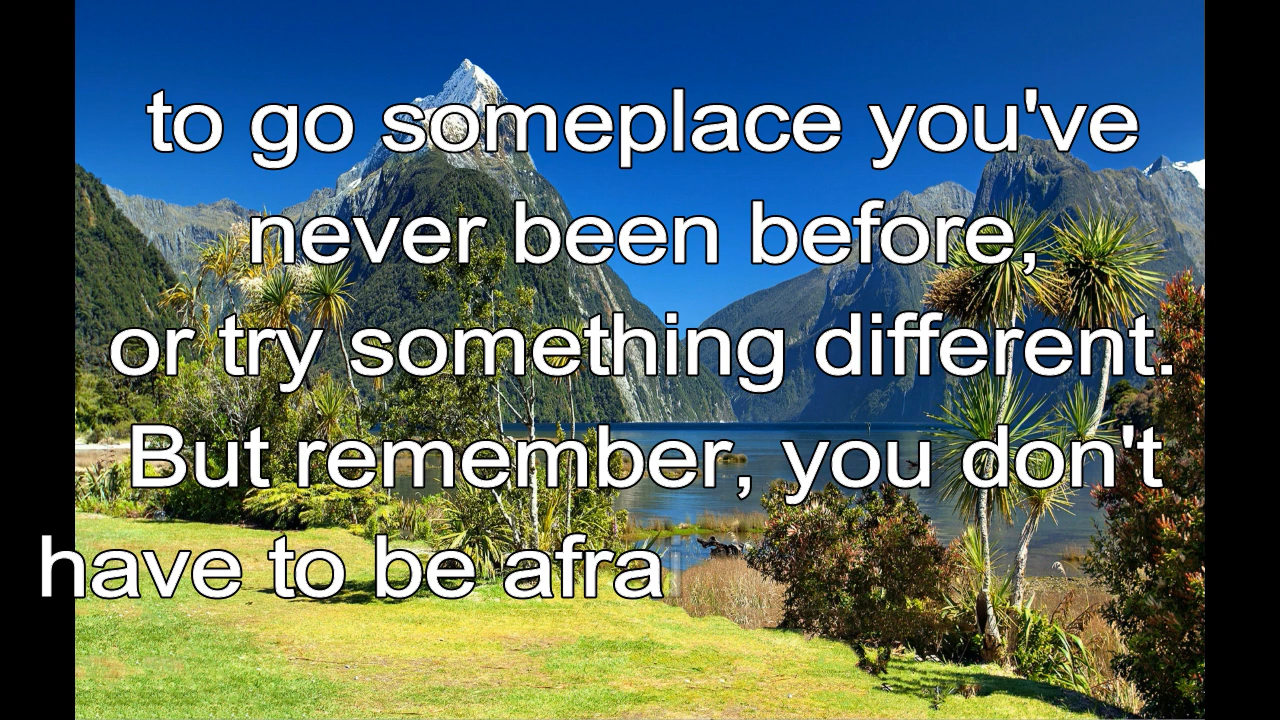 to go someplace you've
never been before,
or try something different.
But remember, you don't
have to be afrai